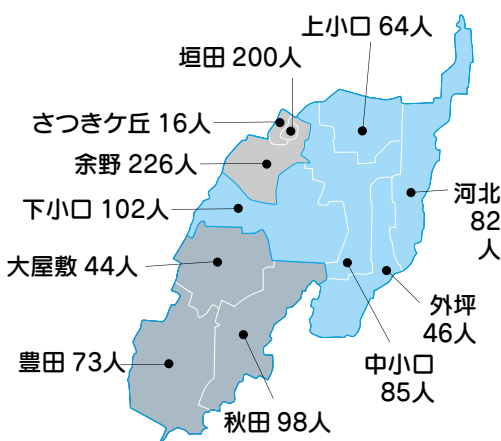 上小口 64人
垣田 200人
さつきケ丘 16人
余野 226人
下小口 102人
河北
82
人
大屋敷 44人
外坪
46人
豊田 73人
中小口
85人
秋田 98人